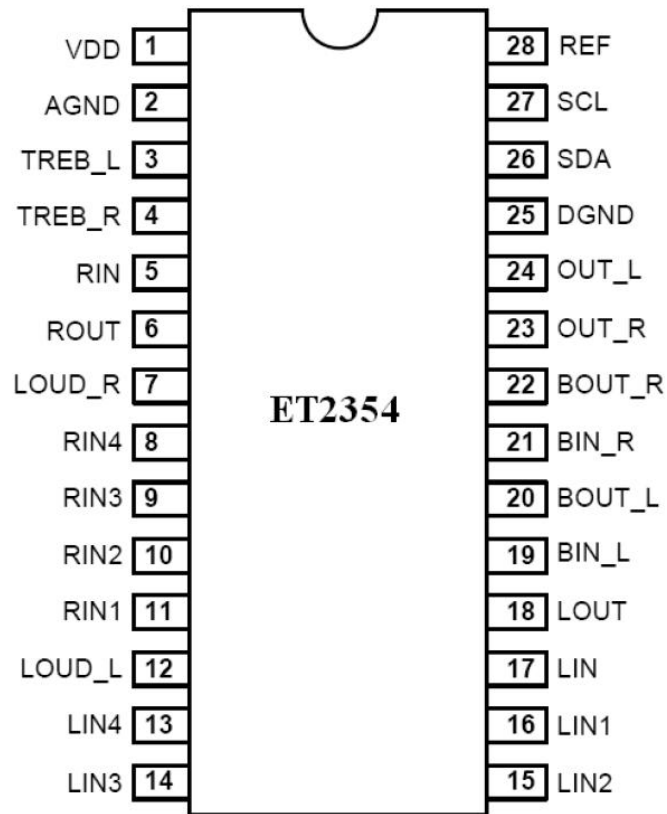 VDD 1 28 REF
AGND 2 27 SCL
TREB_L 3 26 SDA
TREB_R 4 25 DGND
RIN 5 24 OUT_L
ROUT 6 23 OUT_R
LOUD_R 7 22 BOUT_R
ET2354
RIN4 8 21 BIN_R
RIN3 9 20 BOUT_L
RIN2 10 19 BIN_L
RIN1 11 18 LOUT
LOUD_L 12 17 LIN
LIN4 13 16 LIN1
LIN3 14 15 LIN2